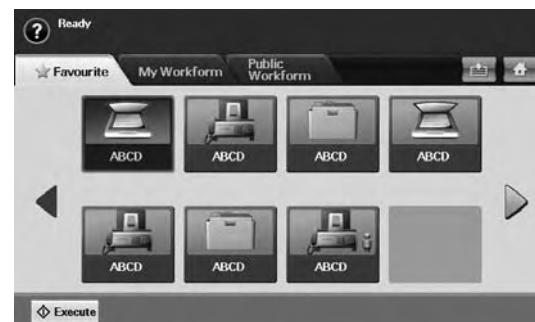 Ready
Favourite
My Workform
Public
Workform
ABCD
ABCD
ABCD
ABCD
ABCD
ABCD
ABCD
Execute